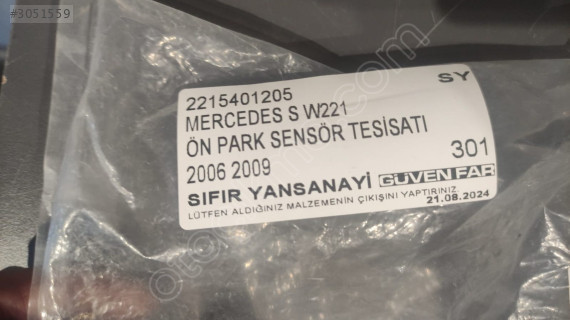 #3051559
SY
2215401205
MERCEDES S W221
ÖN PARK SENSÖR TESİSATI
2006 2009
301
SIFIR YANSANAYİ GÜVEN FAR
LÜTFEN ALDIĞINIZ MALZEMENİN ÇIKIŞINI YAPTIRINIZ.
21.08.2024